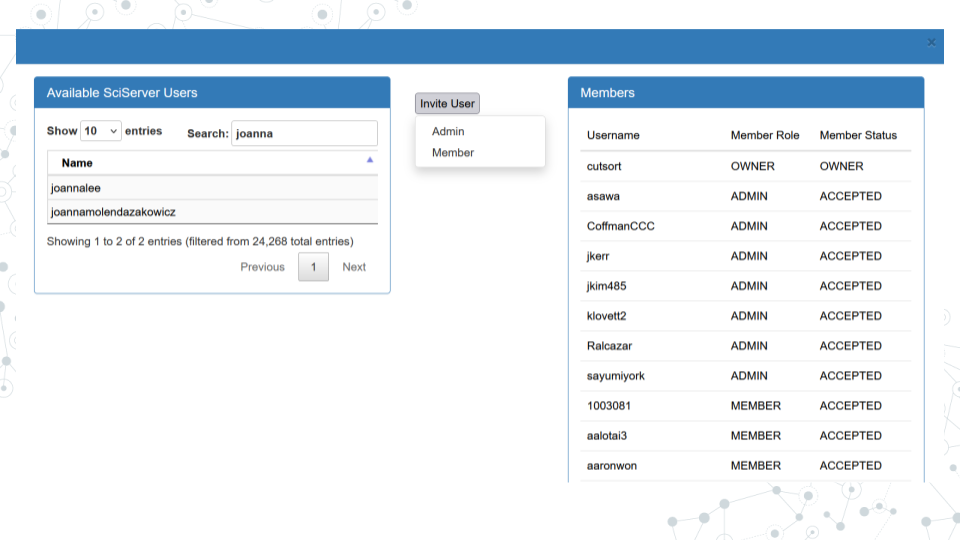 ×
Available SciServer Users
Show 10 entries Search: joanna
Name
joannalee
joannamolendazakowicz
Showing 1 to 2 of 2 entries (filtered from 24,268 total entries)
Previous 1 Next
Invite User
Admin
Member
Members
Username Member Role Member Status
cutsort OWNER OWNER
asawa ADMIN ACCEPTED
CoffmanCCC ADMIN ACCEPTED
jkerr ADMIN ACCEPTED
jkim485 ADMIN ACCEPTED
klovett2 ADMIN ACCEPTED
Ralcazar ADMIN ACCEPTED
sayumiyork ADMIN ACCEPTED
1003081 MEMBER ACCEPTED
aalotai3 MEMBER ACCEPTED
aaronwon MEMBER ACCEPTED